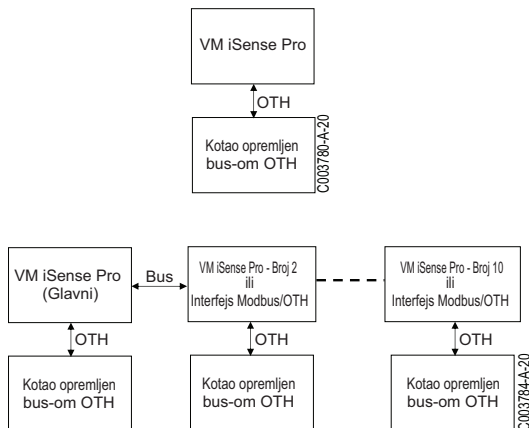 VM iSense Pro
OTH
Kotao opremljen
bus-om OTH
C003780-A-20
VM iSense Pro
(Glavni)
Bus
VM iSense Pro - Broj 2
ili
Interfejs Modbus/OTH
VM iSense Pro - Broj 10
ili
Interfejs Modbus/OTH
OTH
OTH
OTH
Kotao opremljen
bus-om OTH
Kotao opremljen
bus-om OTH
Kotao opremljen
bus-om OTH
C003784-A-20